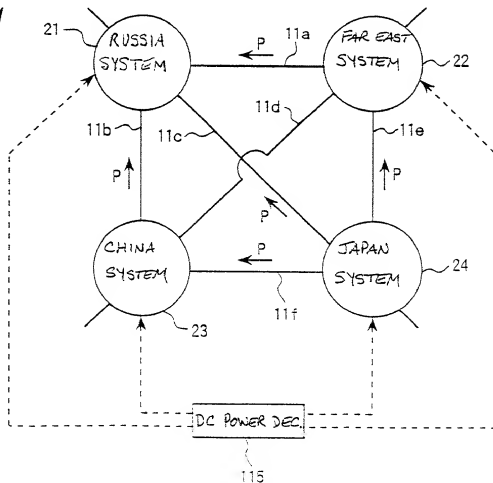 21
RUSSIA
SYSTEM
P
11a
FAR EAST
SYSTEM
22
11b
11c
11d
11e
P
P
P
CHINA
SYSTEM
P
JAPAN
SYSTEM
24
11f
23
DC POWER DEC.
115